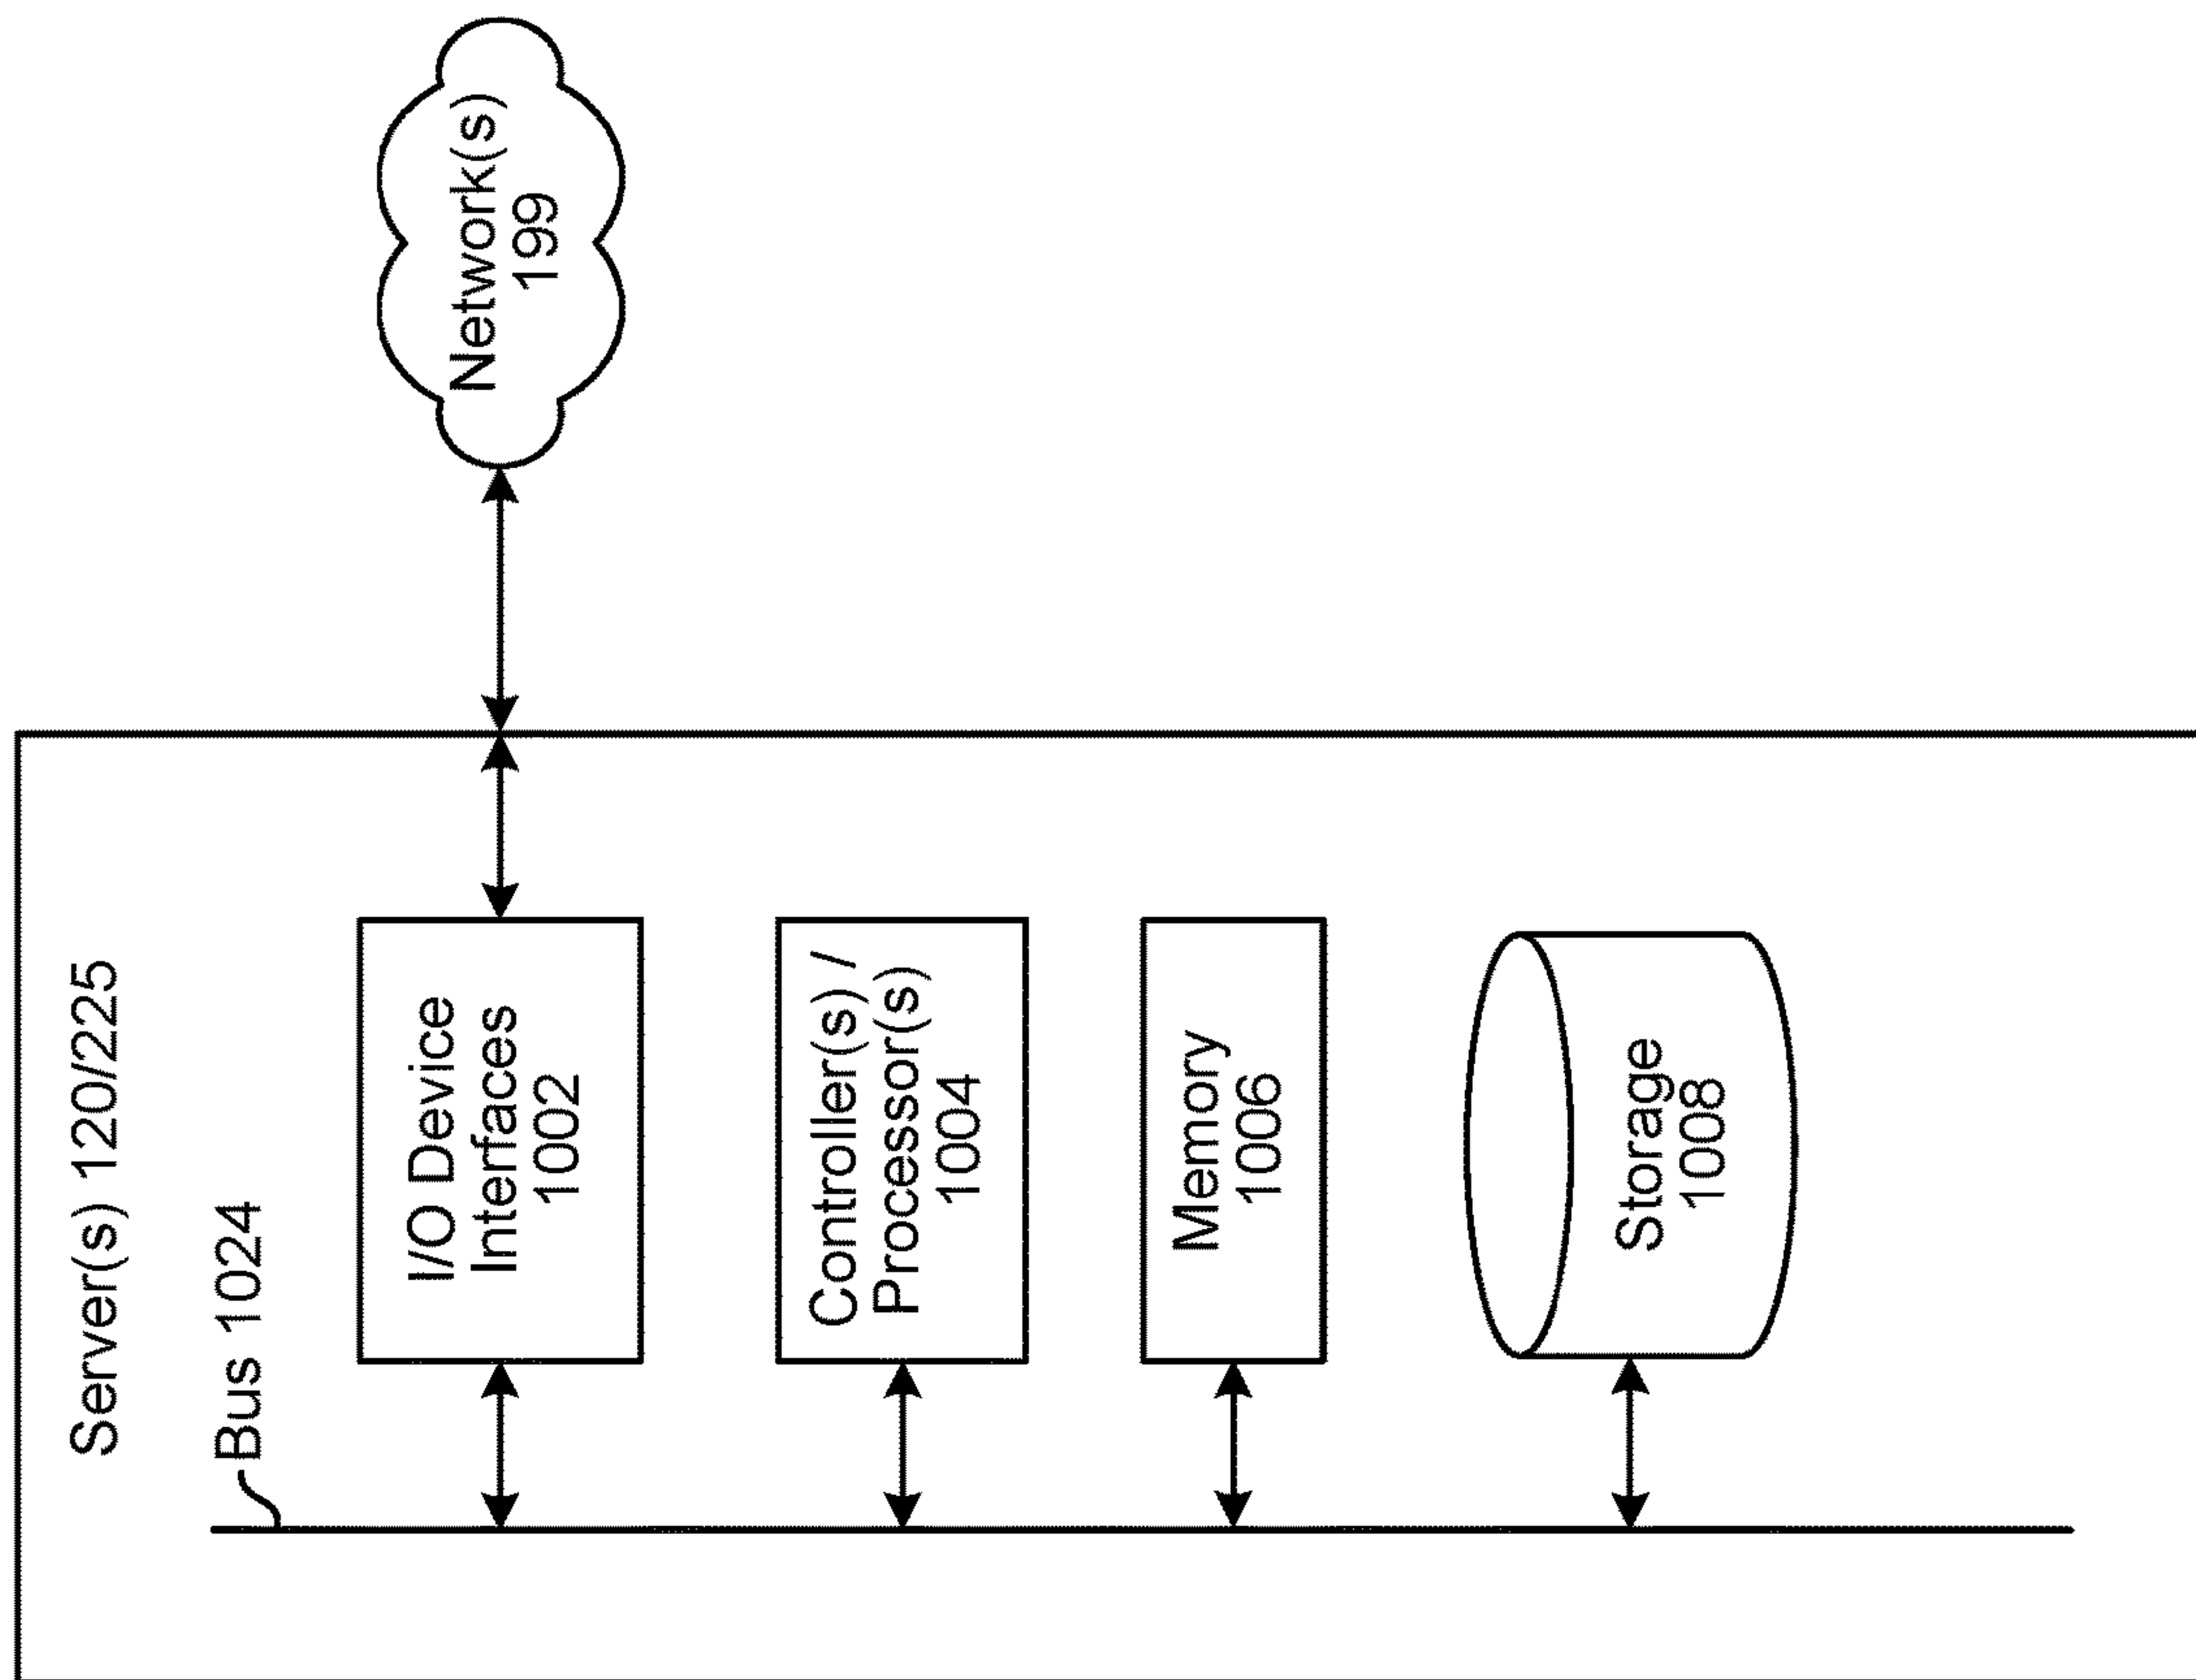 Server(s) 120/225
Bus 1024
I/O Device
Interfaces
1002
Network(s)
199
Controller(s) /
Processor(s)
1004
Memory
1006
Storage
1008